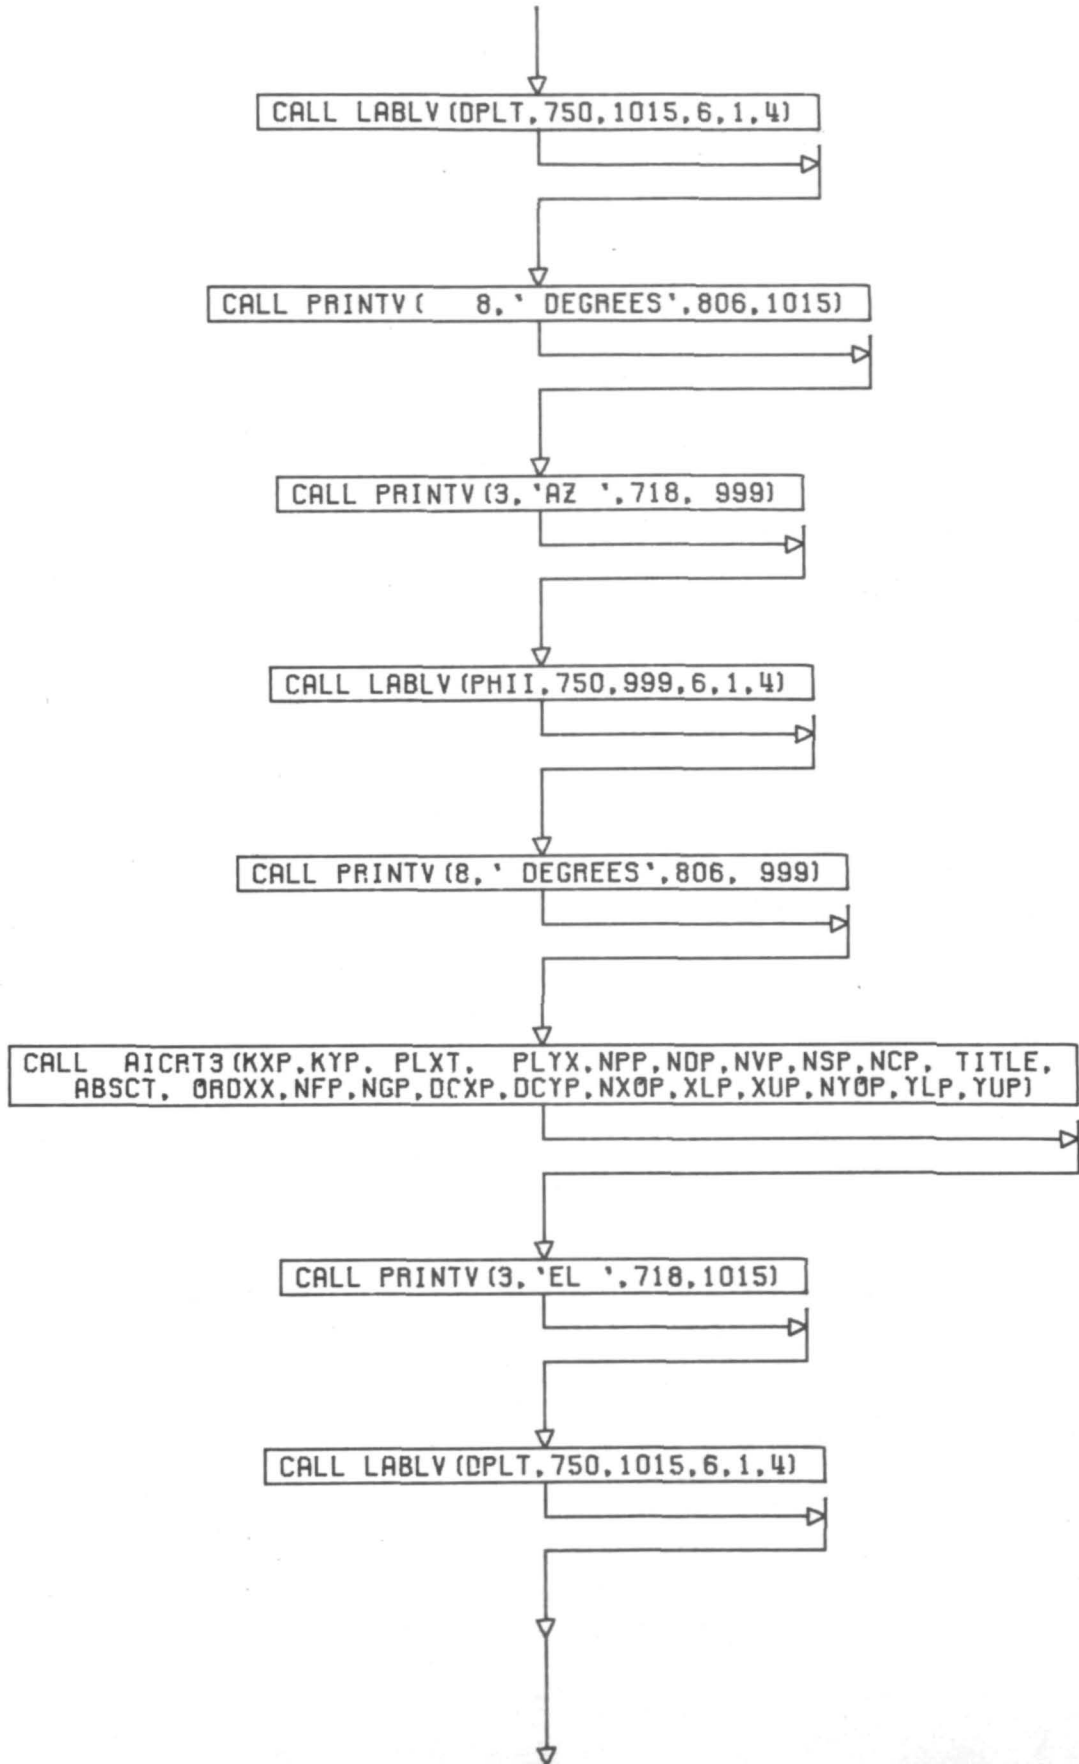 CALL LABLV(DPLT,750,1015,6,1,4)
CALL PRINTV(   8,' DEGREES',806,1015)
CALL PRINTV(3,'AZ ',718, 999)
CALL LABLV(PHII,750,999,6,1,4)
CALL PRINTV(8,' DEGREES',806, 999)
CALL  AICRT3(KXP,KYP, PLXT,  PLYX,NPP,NDP,NVP,NSP,NCP, TITLE,
ABSCT, ORDXX,NFP,NGP,DCXP,DCYP,NXOP,XLP,XUP,NYOP,YLP,YUP)
CALL PRINTV(3,'EL ',718,1015)
CALL LABLV(DPLT,750,1015,6,1,4)